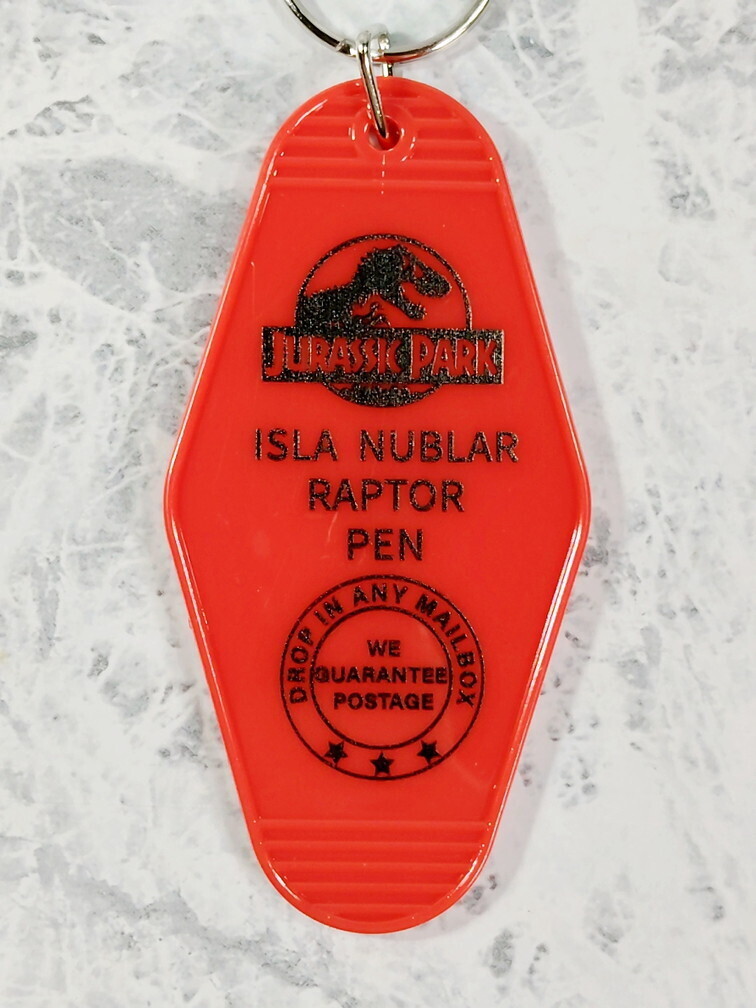 JURASSIC PARK
ISLA NUBLAR
RAPTOR
PEN
DROP IN ANY MAILBOX
WE
GUARANTEE
POSTAGE